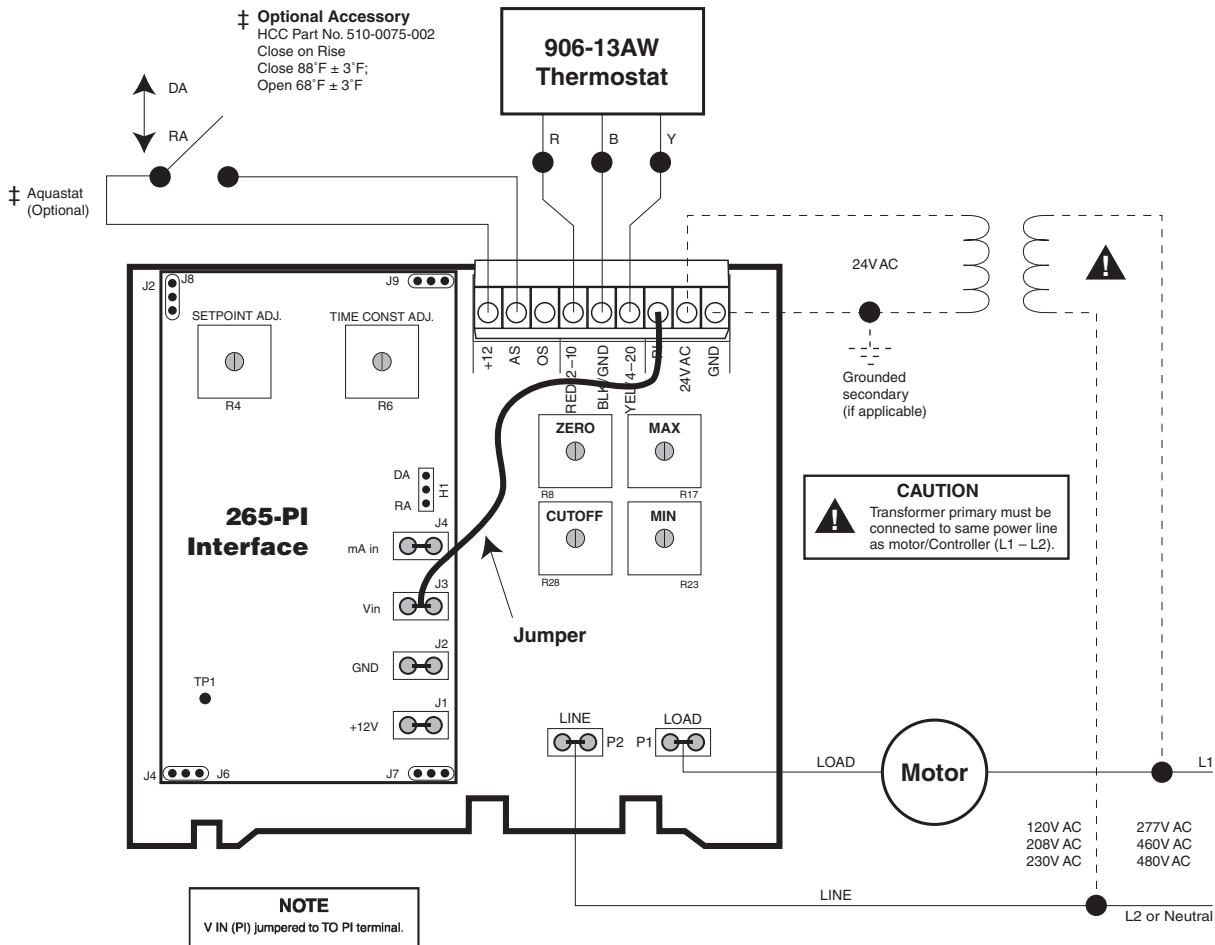 ‡ Optional Accessory
HCC Part No. 510-0075-002
Close on Rise
Close 88˚F ± 3˚F;
Open 68˚F ± 3˚F
906-13AW
Thermostat
DA
RA
R
B
Y
‡ Aquastat
(Optional)
24V AC
Grounded
secondary
(if applicable)
J2
J8
J9
SETPOINT ADJ.
TIME CONST ADJ.
R4
R6
+12
AS
OS
RED/2–10
BLK/GND
YEL/4–20
24V AC
GND
ZERO
MAX
R8
R17
CUTOFF
MIN
R28
R23
DA
RA
H1
265-PI
Interface
J4
mA in
J3
Vin
J2
GND
J1
+12V
TP1
J4
J6
J7
Jumper
CAUTION
Transformer primary must be
connected to same power line
as motor/Controller (L1 – L2).
LINE
P2
LOAD
P1
LOAD
Motor
L1
120V AC
208V AC
230V AC
277V AC
460V AC
480V AC
LINE
L2 or Neutral
NOTE
V IN (PI) jumpered to TO PI terminal.